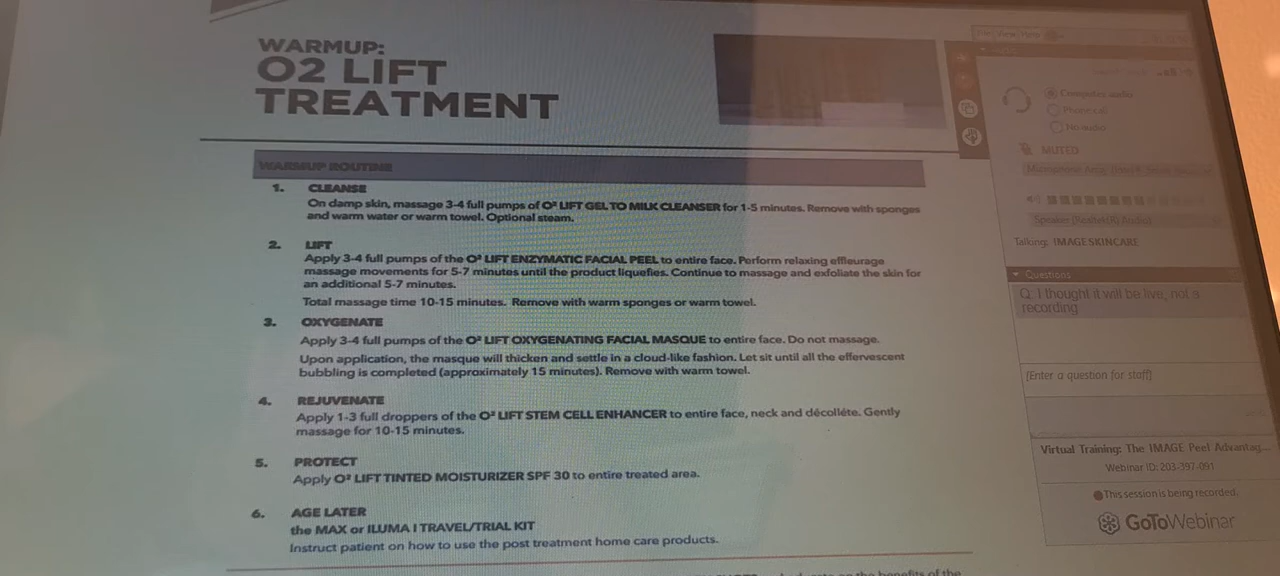 WARMUP:
O2 LIFT
TREATMENT
WARMUP ROUTINE
1. CLEANSE
On damp skin, massage 3-4 full pumps of O² LIFT GEL TO MILK CLEANSER for 1-5 minutes. Remove with sponges
and warm water or warm towel. Optional steam.
2. LIFT
Apply 3-4 full pumps of the O² LIFT ENZYMATIC FACIAL PEEL to entire face. Perform relaxing effleurage
massage movements for 5-7 minutes until the product liquefies. Continue to massage and exfoliate the skin for
an additional 5-7 minutes.
Total massage time 10-15 minutes. Remove with warm sponges or warm towel.
3. OXYGENATE
Apply 3-4 full pumps of the O² LIFT OXYGENATING FACIAL MASQUE to entire face. Do not massage.
Upon application, the masque will thicken and settle in a cloud-like fashion. Let sit until all the effervescent
bubbling is completed (approximately 15 minutes). Remove with warm towel.
4. REJUVENATE
Apply 1-3 full droppers of the O² LIFT STEM CELL ENHANCER to entire face, neck and décolléte. Gently
massage for 10-15 minutes.
5. PROTECT
Apply O² LIFT TINTED MOISTURIZER SPF 30 to entire treated area.
6. AGE LATER
the MAX or ILUMA I TRAVEL/TRIAL KIT
Instruct patient on how to use the post treatment home care products.
on the benefits of the
File View Help
Computer audio
Phone call
No audio
MUTED
Talking: IMAGE SKINCARE
Questions
Q: I thought it will be live, not a
recording
[Enter a question for staff]
Virtual Training: The IMAGE Peel Advantag...
Webinar ID: 203-397-091
This session is being recorded.
GoToWebinar